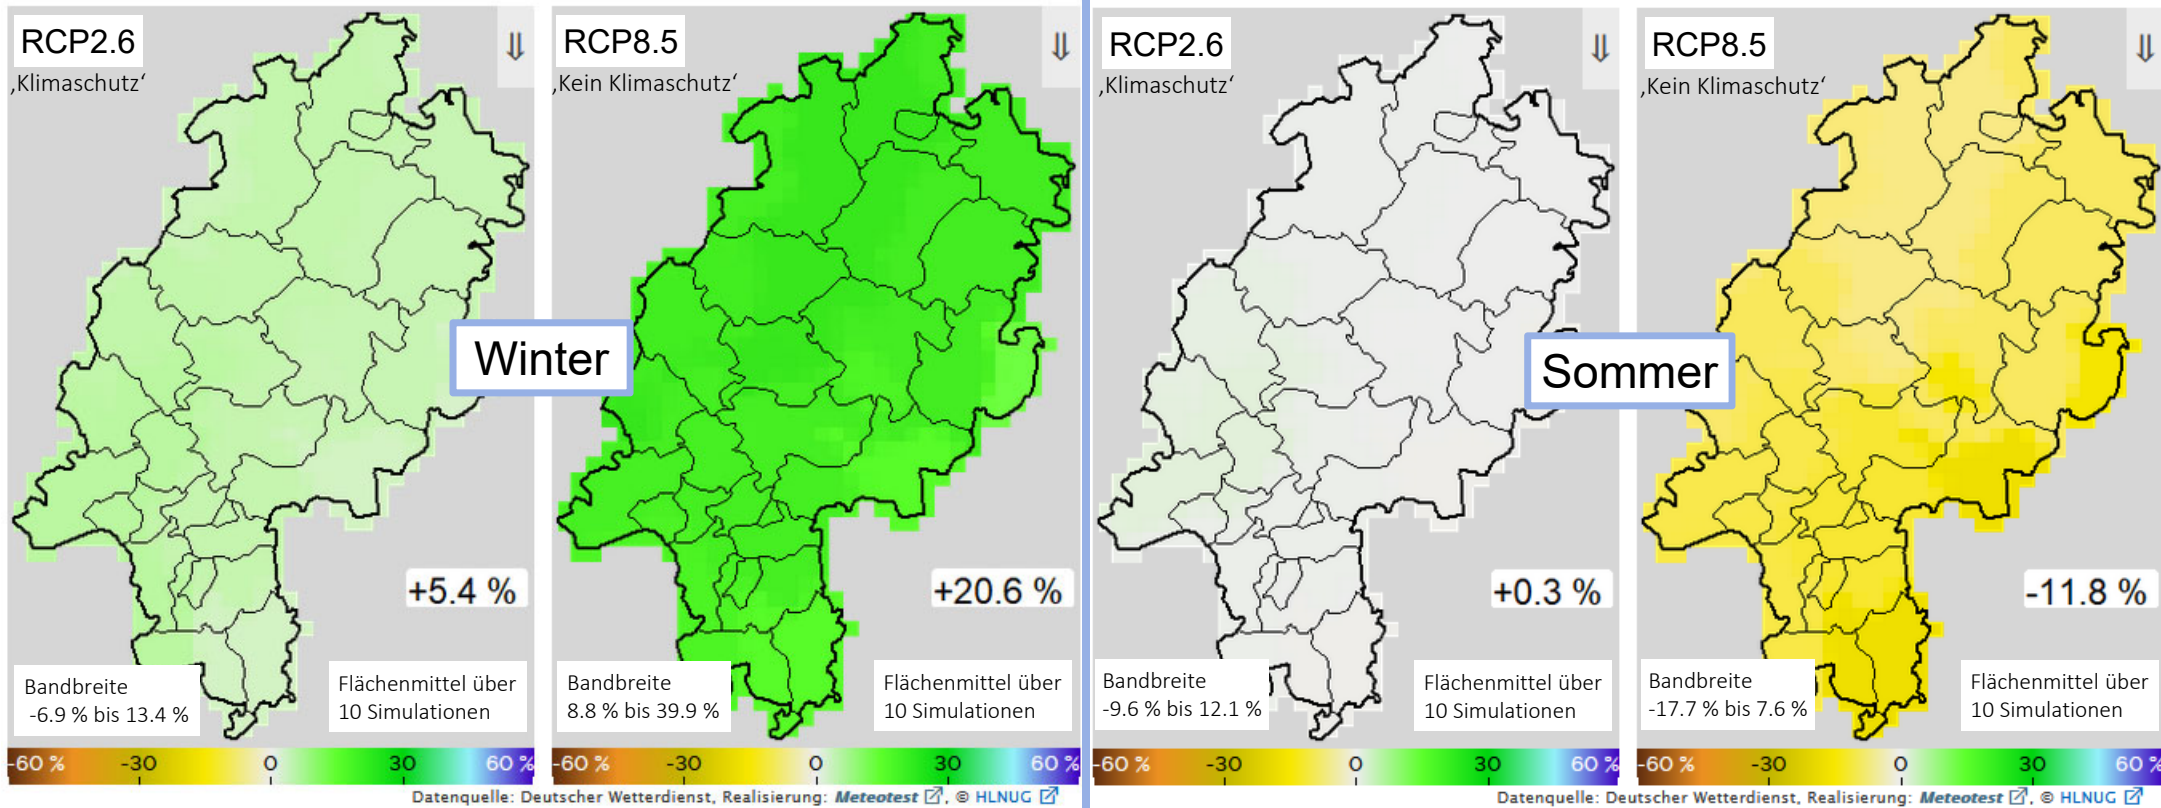 RCP2.6
‚Klimaschutz‘
⇓
RCP8.5
‚Kein Klimaschutz‘
⇓
RCP2.6
‚Klimaschutz‘
⇓
RCP8.5
‚Kein Klimaschutz‘
⇓
Winter
Sommer
+5.4 %
+20.6 %
+0.3 %
-11.8 %
Bandbreite
-6.9 % bis 13.4 %
Flächenmittel über
10 Simulationen
Bandbreite
8.8 % bis 39.9 %
Flächenmittel über
10 Simulationen
Bandbreite
-9.6 % bis 12.1 %
Flächenmittel über
10 Simulationen
Bandbreite
-17.7 % bis 7.6 %
Flächenmittel über
10 Simulationen
-60 % -30 0 30 60 %
-60 % -30 0 30 60 %
-60 % -30 0 30 60 %
-60 % -30 0 30 60 %
Datenquelle: Deutscher Wetterdienst, Realisierung: Meteotest, © HLNUG
Datenquelle: Deutscher Wetterdienst, Realisierung: Meteotest, © HLNUG